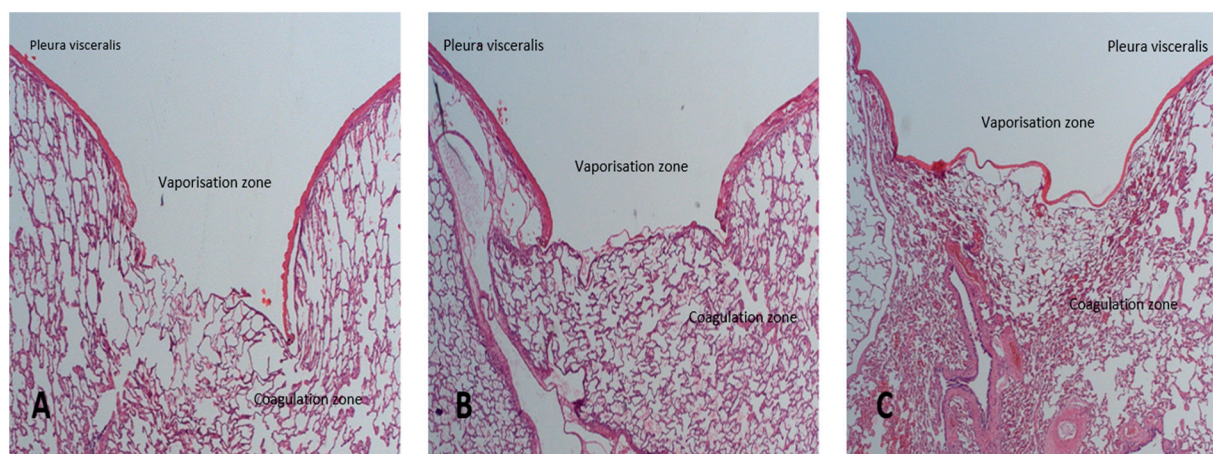 Pleura visceralis
Vaporisation zone
Coagulation zone
A
Pleura visceralis
Vaporisation zone
Coagulation zone
B
Pleura visceralis
Vaporisation zone
Coagulation zone
C